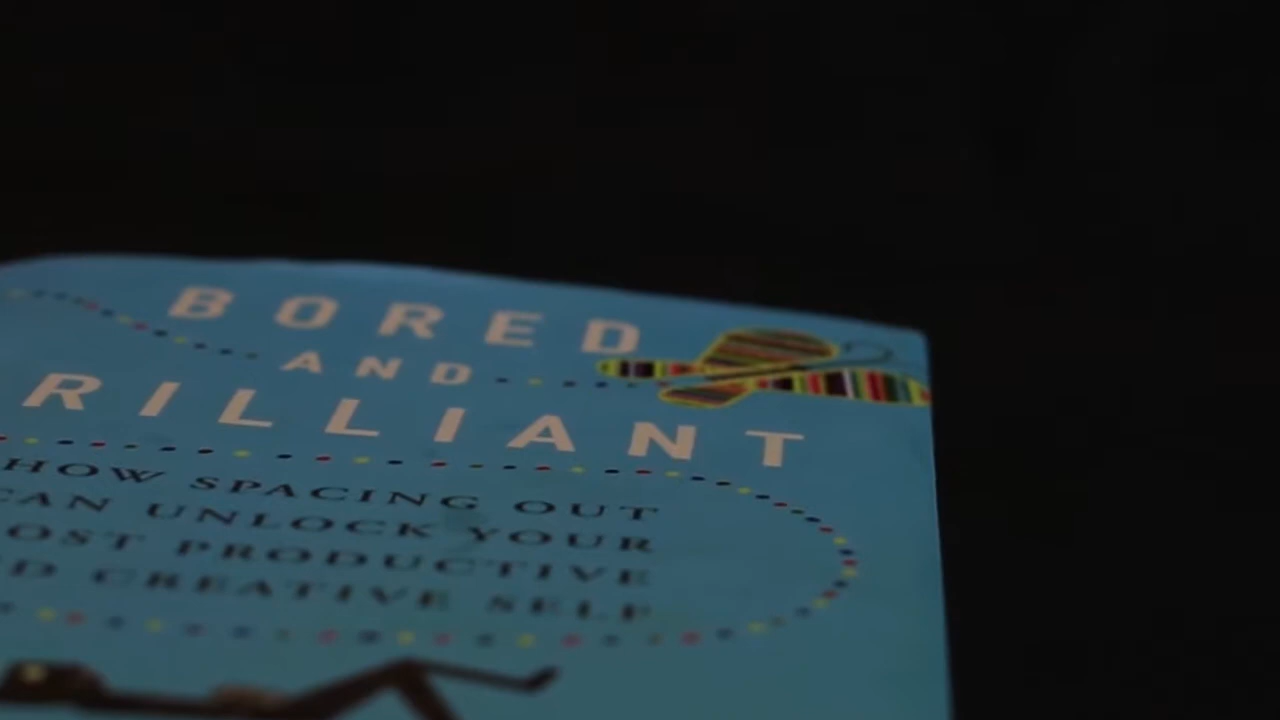 BORED
AND
RILLIANT
HOW SPACING OUT
CAN UNLOCK YOUR
OST PRODUCTIVE
D CREATIVE SELF